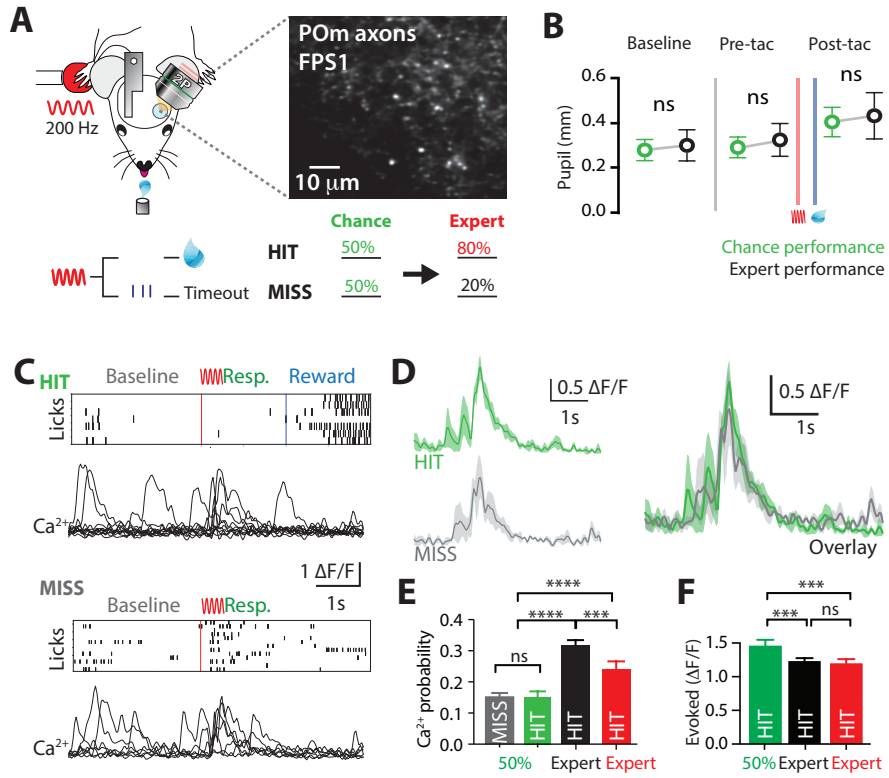 A
2P
200 Hz
POm axons
FPS1
10 μm
Chance
Expert
HIT
50%
80%
MISS
50%
20%
Timeout
B
Baseline
Pre-tac
Post-tac
ns
ns
ns
Pupil (mm)
0.6
0.4
0.2
0.0
Chance performance
Expert performance
C
HIT
Baseline
Resp.
Reward
Licks
Ca²⁺
1 ΔF/F
1s
MISS
Baseline
Resp.
Licks
Ca²⁺
D
0.5 ΔF/F
1s
HIT
MISS
0.5 ΔF/F
1s
Overlay
E
****
****
***
ns
Ca²⁺ probability
0.4
0.3
0.2
0.1
0.0
MISS
HIT
HIT
HIT
50%
Expert
Expert
F
***
***
ns
Evoked (ΔF/F)
1.5
1.0
0.5
0.0
HIT
HIT
HIT
50%
Expert
Expert